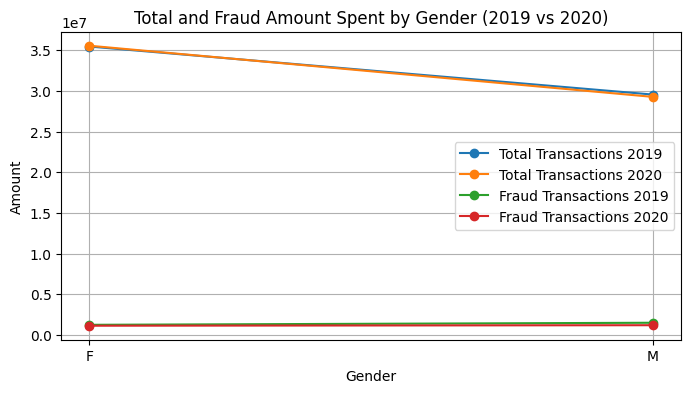 Total and Fraud Amount Spent by Gender (2019 vs 2020)
1e7
3.5
3.0
2.5
2.0
1.5
1.0
0.5
0.0
Amount
Total Transactions 2019
Total Transactions 2020
Fraud Transactions 2019
Fraud Transactions 2020
F
M
Gender